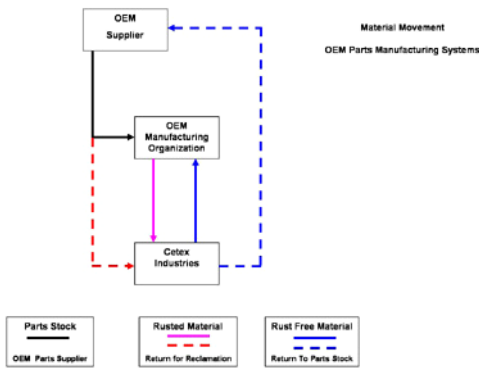 OEM
Supplier
Material Movement
OEM Parts Manufacturing Systems
OEM
Manufacturing
Organization
Cetex
Industries
Parts Stock
OEM Parts Supplier
Rusted Material
Return for Reclamation
Rust Free Material
Return To Parts Stock